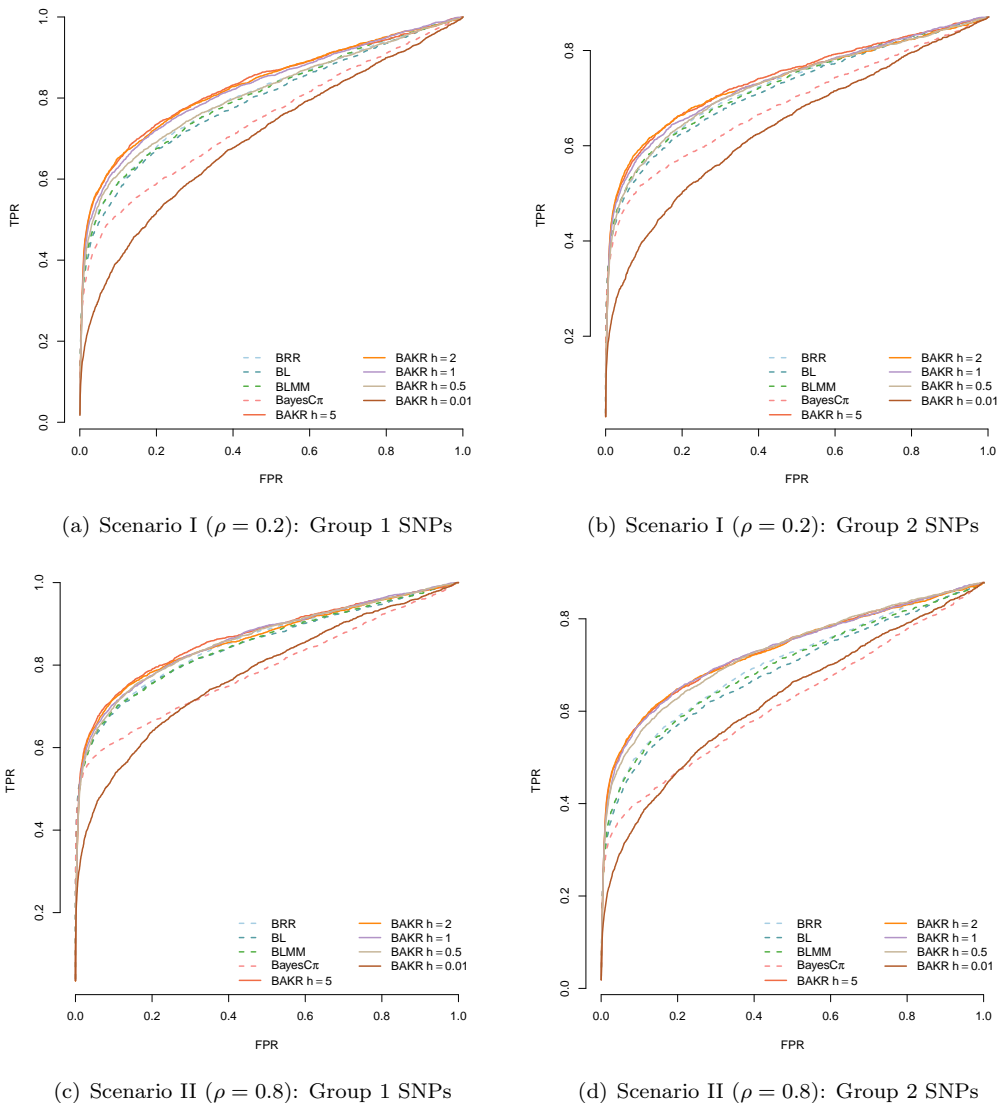 1.0
0.8
0.6
0.4
0.2
0.0
TPR
0.0 0.2 0.4 0.6 0.8 1.0
FPR
BRR
BL
BLMM
BayesCπ
BAKR h = 5
BAKR h = 2
BAKR h = 1
BAKR h = 0.5
BAKR h = 0.01
(a) Scenario I (ρ = 0.2): Group 1 SNPs
0.8
0.6
0.4
0.2
TPR
0.0 0.2 0.4 0.6 0.8 1.0
FPR
BRR
BL
BLMM
BayesCπ
BAKR h = 5
BAKR h = 2
BAKR h = 1
BAKR h = 0.5
BAKR h = 0.01
(b) Scenario I (ρ = 0.2): Group 2 SNPs
1.0
0.8
0.6
0.4
0.2
TPR
0.0 0.2 0.4 0.6 0.8 1.0
FPR
BRR
BL
BLMM
BayesCπ
BAKR h = 5
BAKR h = 2
BAKR h = 1
BAKR h = 0.5
BAKR h = 0.01
(c) Scenario II (ρ = 0.8): Group 1 SNPs
0.8
0.6
0.4
0.2
0.0
TPR
0.0 0.2 0.4 0.6 0.8 1.0
FPR
BRR
BL
BLMM
BayesCπ
BAKR h = 5
BAKR h = 2
BAKR h = 1
BAKR h = 0.5
BAKR h = 0.01
(d) Scenario II (ρ = 0.8): Group 2 SNPs